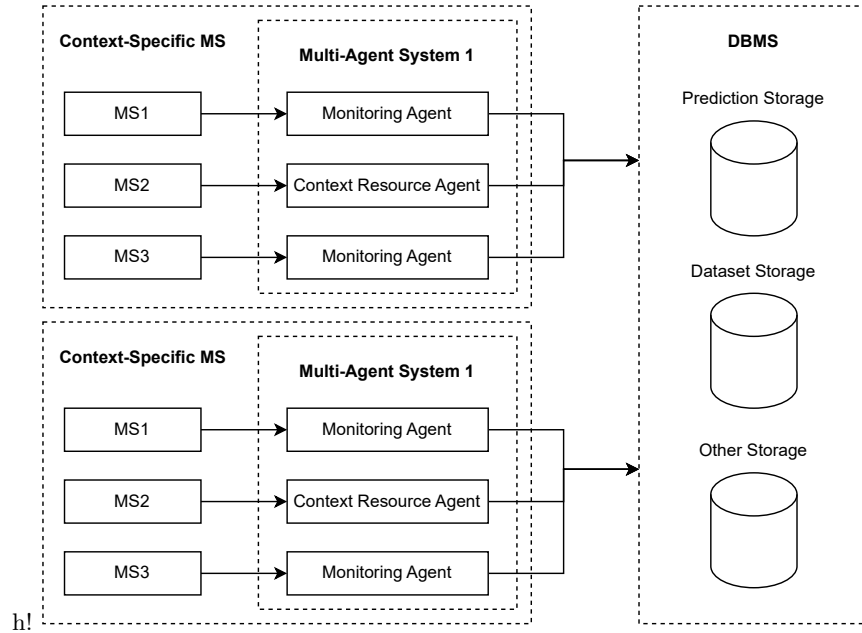 Context-Specific MS
Multi-Agent System 1
MS1
Monitoring Agent
MS2
Context Resource Agent
MS3
Monitoring Agent
Context-Specific MS
Multi-Agent System 1
MS1
Monitoring Agent
MS2
Context Resource Agent
MS3
Monitoring Agent
DBMS
Prediction Storage
Dataset Storage
Other Storage
h!